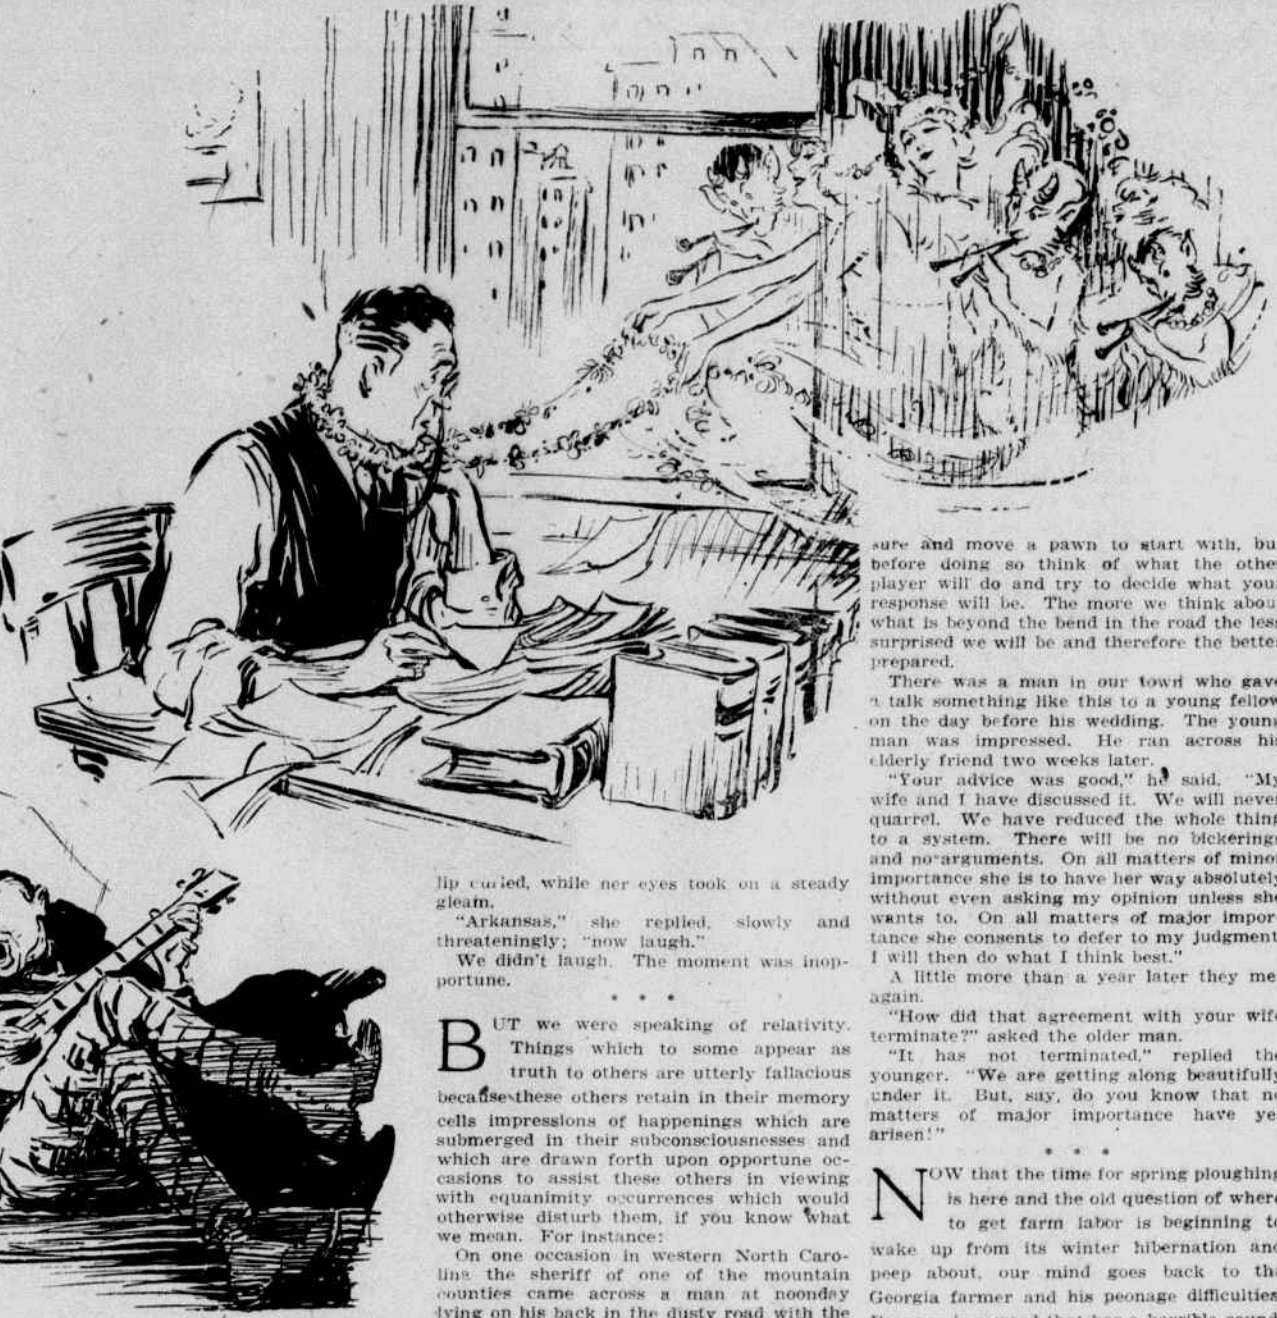 lip curled, while her eyes took on a steady
gleam.
"Arkansas," she replied, slowly and
threateningly; "now laugh."
We didn't laugh. The moment was inop-
portune.
* * *
BUT we were speaking of relativity.
Things which to some appear as
truth to others are utterly fallacious
because these others retain in their memory
cells impressions of happenings which are
submerged in their subconsciousnesses and
which are drawn forth upon opportune oc-
casions to assist these others in viewing
with equanimity occurrences which would
otherwise disturb them, if you know what
we mean. For instance:
On one occasion in western North Caro-
lina the sheriff of one of the mountain
counties came across a man at noonday
lying on his back in the dusty road with the
sure and move a pawn to start with, bu
before doing so think of what the othe
player will do and try to decide what you
response will be. The more we think abou
what is beyond the bend in the road the les
surprised we will be and therefore the bette
prepared.
There was a man in our town who gav
a talk something like this to a young fellow
on the day before his wedding. The youn
man was impressed. He ran across hi
elderly friend two weeks later.
"Your advice was good," he said. "My
wife and I have discussed it. We will neve
quarrel. We have reduced the whole thing
to a system. There will be no bickering
and no arguments. On all matters of mino
importance she is to have her way absolutely
without even asking my opinion unless she
wants to. On all matters of major impor
tance she consents to defer to my judgment
I will then do what I think best."
A little more than a year later they me
again.
"How did that agreement with your wife
terminate?" asked the older man.
"It has not terminated," replied the
younger. "We are getting along beautifully
under it. But, say, do you know that no
matters of major importance have ye
arisen!"
* * *
NOW that the time for spring ploughing
is here and the old question of where
to get farm labor is beginning to
wake up from its winter hibernation and
peep about, our mind goes back to the
Georgia farmer and his peonage difficulties